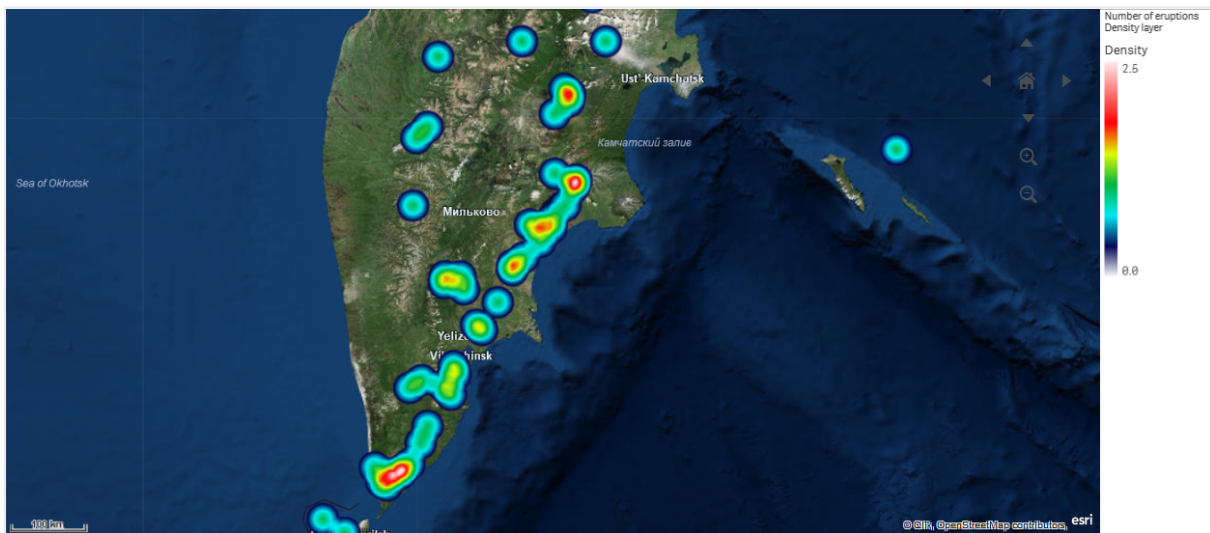 Number of eruptions
Density layer
Density
2.5
0.0
Ust'-Kamchatsk
Камчатский залив
Sea of Okhotsk
Мильково
100 km
© Qlik, OpenStreetMap contributors,
esri